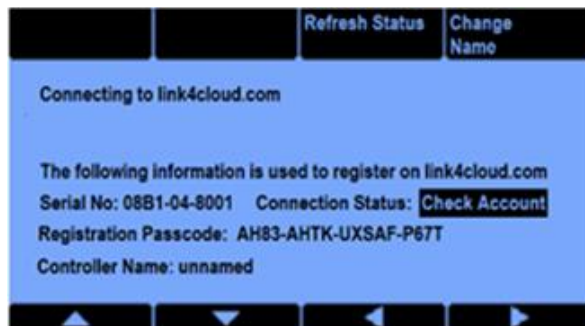 Refresh Status
Change
Name
Connecting to link4cloud.com
The following information is used to register on link4cloud.com
Serial No: 08B1-04-8001 Connection Status: Check Account
Registration Passcode: AH83-AHTK-UXSAF-P67T
Controller Name: unnamed